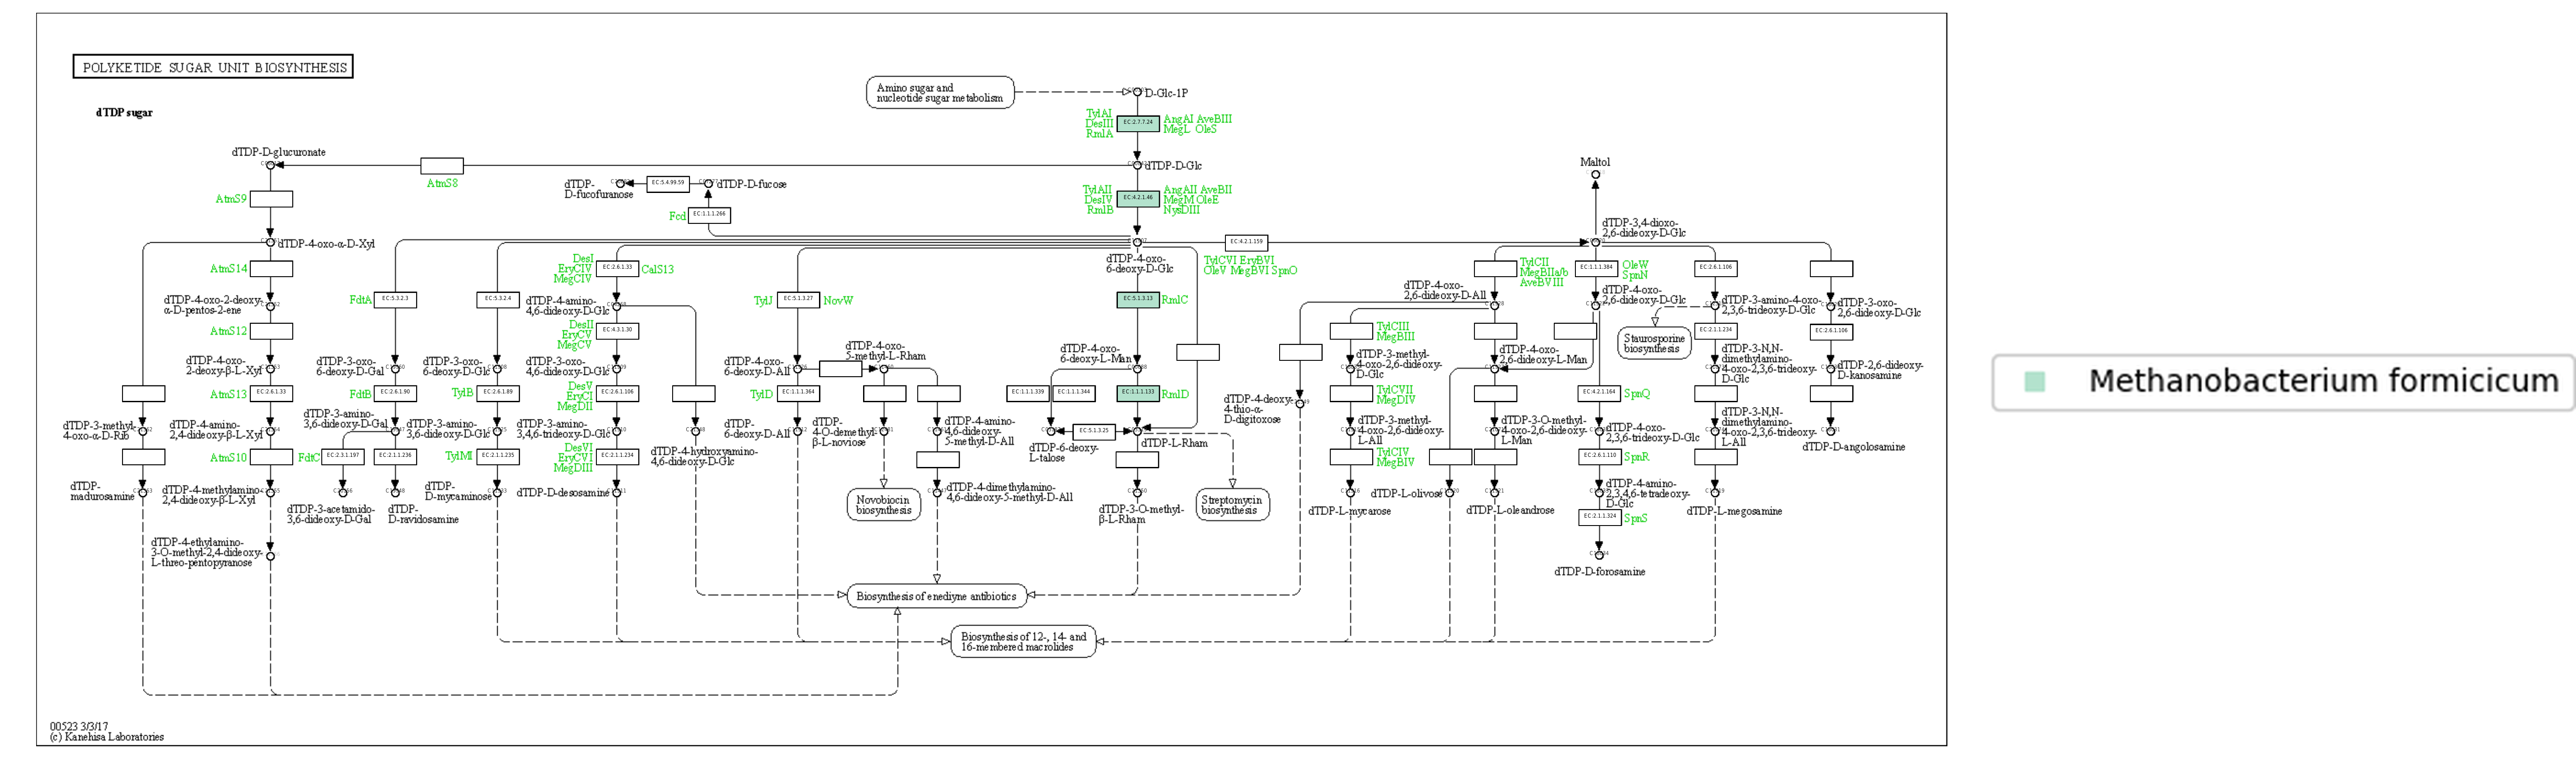 POLYKETIDE SUGAR UNIT BIOSYNTHESIS
Amino sugar and
nucleotide sugar metabolism
D-Glc-1P
dTDP sugar
TylAI
DesIII
RmlA
EC:2.7.7.24
AngAI AveBIII
MegL OleS
dTDP-D-glucuronate
dTDP-D-Glc
Maltol
AtmS8
dTDP-
D-fucofuranose
EC:5.4.99.59
dTDP-D-fucose
AtmS9
TylAII
DesIV
RmlB
EC:4.2.1.46
AngAII AveBII
MegM OleE
NysDIII
Fcd
EC:1.1.1.266
dTDP-3,4-dioxo-
2,6-dideoxy-D-Glc
dTDP-4-oxo-α-D-Xyl
EC:4.2.1.159
dTDP-4-oxo-
6-deoxy-D-Glc
TylCVI EryBVI
OleV MegBVI SpnO
AtmS14
DesI
EryCIV
MegCIV
EC:2.6.1.33
CalS13
TylCII
MegBIIa/b
AveBVIII
EC:1.1.1.384
OleW
SpnN
EC:2.6.1.106
dTDP-4-oxo-2-deoxy-
α-D-pentos-2-ene
FdtA
EC:5.3.2.3
EC:5.3.2.4
dTDP-4-amino-
4,6-dideoxy-D-Glc
TylJ
EC:5.1.3.27
NovW
EC:5.1.3.13
RmlC
dTDP-4-oxo-
2,6-dideoxy-D-All
dTDP-4-oxo-
2,6-dideoxy-D-Glc
dTDP-3-amino-4-oxo-
2,3,6-trideoxy-D-Glc
dTDP-3-oxo-
2,6-dideoxy-D-Glc
AtmS12
DesII
EryCV
MegCV
EC:4.3.1.30
TylCIII
MegBIII
Staurosporine
biosynthesis
EC:2.1.1.234
EC:2.6.1.106
dTDP-4-oxo-
2-deoxy-β-L-Xyl
dTDP-3-oxo-
6-deoxy-D-Gal
dTDP-3-oxo-
6-deoxy-D-Glc
dTDP-3-oxo-
4,6-dideoxy-D-Glc
dTDP-4-oxo-
6-deoxy-D-All
dTDP-4-oxo-
5-methyl-L-Rham
dTDP-4-oxo-
6-deoxy-L-Man
dTDP-3-methyl-
4-oxo-2,6-dideoxy-
D-Glc
dTDP-4-oxo-
2,6-dideoxy-L-Man
dTDP-3-N,N-
dimethylamino-
4-oxo-2,3,6-trideoxy-
D-Glc
dTDP-2,6-dideoxy-
D-kanosamine
AtmS13
EC:2.6.1.33
FdtB
EC:2.6.1.90
TylB
EC:2.6.1.89
DesV
EryCI
MegDII
EC:2.6.1.106
TylD
EC:1.1.1.364
EC:1.1.1.339
EC:1.1.1.344
EC:1.1.1.133
RmlD
dTDP-4-deoxy-
4-thio-α-
D-digitoxose
TylCVII
MegDIV
EC:4.2.1.164
SpnQ
dTDP-3-methyl-
4-oxo-α-D-Rib
dTDP-4-amino-
2,4-dideoxy-β-L-Xyl
dTDP-3-amino-
3,6-dideoxy-D-Gal
dTDP-3-amino-
3,6-dideoxy-D-Glc
dTDP-3-amino-
3,4,6-trideoxy-D-Glc
dTDP-
6-deoxy-D-All
dTDP-
4-O-demethyl-
β-L-noviose
dTDP-4-amino-
4,6-dideoxy-
5-methyl-D-All
EC:5.1.3.25
dTDP-6-deoxy-
L-talose
dTDP-L-Rham
dTDP-3-methyl-
4-oxo-2,6-dideoxy-
L-All
dTDP-3-O-methyl-
4-oxo-2,6-dideoxy-
L-Man
dTDP-4-oxo-
2,3,6-trideoxy-D-Glc
dTDP-3-N,N-
dimethylamino-
4-oxo-2,3,6-trideoxy-
L-All
dTDP-D-angolosamine
AtmS10
FdtC
EC:2.3.1.197
EC:2.1.1.236
TylMI
EC:2.1.1.235
DesVI
EryCVI
MegDIII
EC:2.1.1.234
dTDP-4-hydroxyamino-
4,6-dideoxy-D-Glc
TylCIV
MegBIV
EC:2.6.1.110
SpnR
dTDP-
madurosamine
dTDP-4-methylamino-
2,4-dideoxy-β-L-Xyl
dTDP-3-acetamido-
3,6-dideoxy-D-Gal
dTDP-
D-ravidosamine
dTDP-
D-mycaminose
dTDP-D-desosamine
Novobiocin
biosynthesis
dTDP-4-dimethylamino-
4,6-dideoxy-5-methyl-D-All
dTDP-3-O-methyl-
β-L-Rham
Streptomycin
biosynthesis
dTDP-L-mycarose
dTDP-L-olivose
dTDP-L-oleandrose
dTDP-4-amino-
2,3,4,6-tetradeoxy-
D-Glc
dTDP-L-megosamine
EC:2.1.1.324
SpnS
dTDP-4-ethylamino-
3-O-methyl-2,4-dideoxy-
L-threo-pentopyranose
dTDP-D-forosamine
Biosynthesis of enediyne antibiotics
Biosynthesis of 12-, 14- and
16-membered macrolides
00523 3/3/17
(c) Kanehisa Laboratories
Methanobacterium formicicum